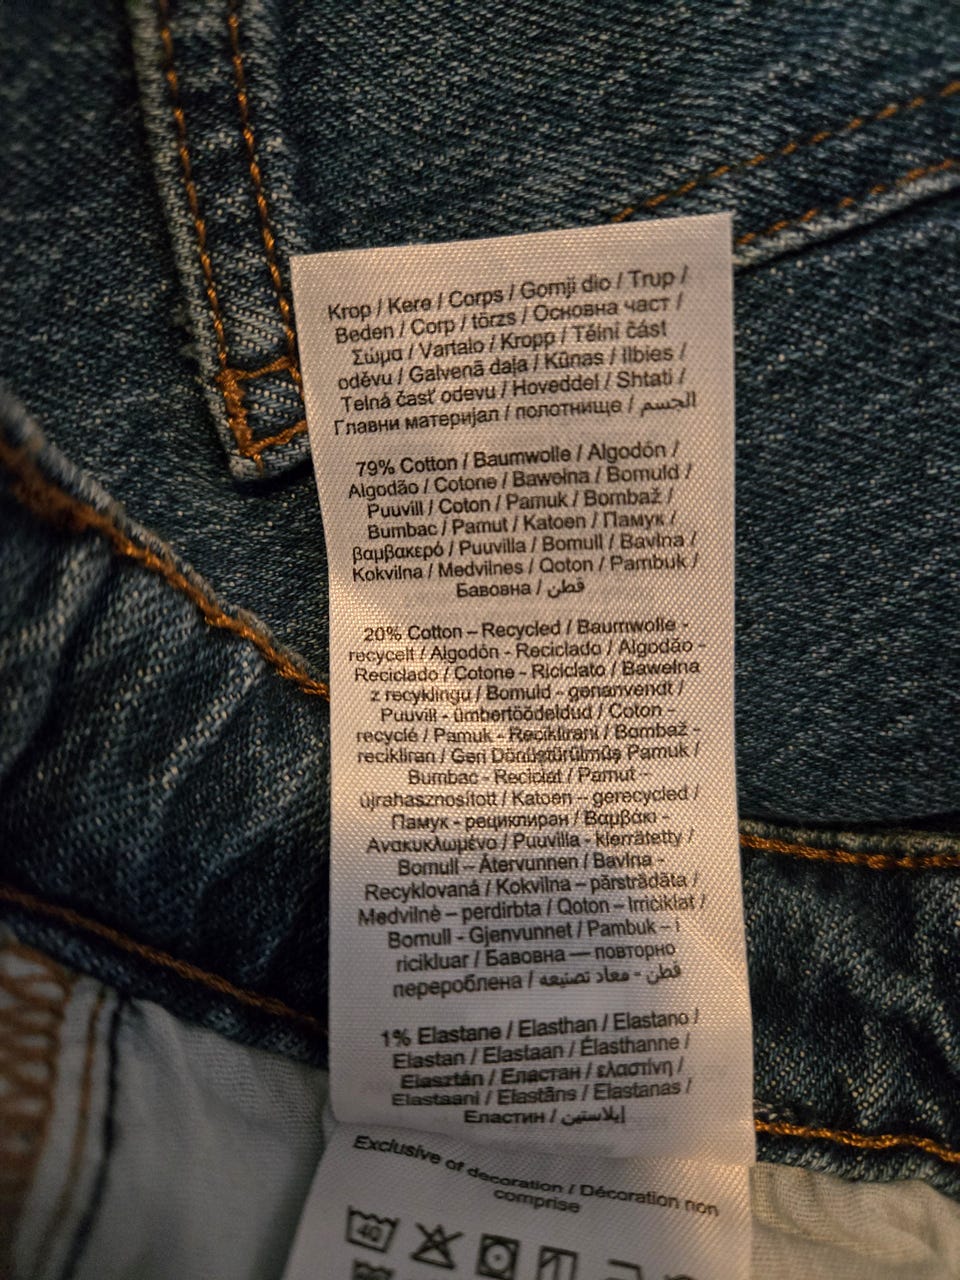 Krop / Kere / Corps / Gomji dio / Trup /
Beden / Corp / törzs / Основна част /
Σώμα / Vartalo / Kropp / Tělní část
oděvu / Galvenā daļa / Kūnas / Ilbies /
Telná časť odevu / Hoveddel / Shtati /
Главни материјал / полотнище / الجسم
79% Cotton / Baumwolle / Algodón /
Algodão / Cotone / Bawełna / Bomuld /
Puuvill / Coton / Pamuk / Bombaž /
Bumbac / Pamut / Katoen / Памук /
βαμβακερό / Puuvilla / Bomull / Bavlna /
Kokvilna / Medvilnes / Qoton / Pambuk /
Бавовна / قطن
20% Cotton – Recycled / Baumwolle -
recycelt / Algodón - Reciclado / Algodão -
Reciclado / Cotone - Riciclato / Bawełna
z recyklingu / Bomuld - genanvendt /
Puuvill - ümbertöödeldud / Coton -
recyclé / Pamuk - Reciklirani / Bombaž -
recikliran / Geri Dönüştürülmüş Pamuk /
Bumbac - Reciclat / Pamut –
újrahasznosított / Katoen – gerecycled /
Памук - рециклиран / Βαμβάκι -
Ανακυκλωμένο / Puuvilla - kierrätetty /
Bomull – Återvunnen / Bavlna -
Recyklovaná / Kokvilna – pārstrādāta /
Medvilnė – perdirbta / Qoton – Irriċiklat /
Bomull - Gjenvunnet / Pambuk – i
ricikluar / Бавовна — повторно
перероблена / قطن - معاد تصنيعه
1% Elastane / Elasthan / Elastano /
Elastan / Elastaan / Élasthanne /
Elasztán / Еластан / ελαστίνη /
Elastaani / Elastāns / Elastanas /
Еластин / إيلاستين
Exclusive of decoration / Décoration non
comprise
40